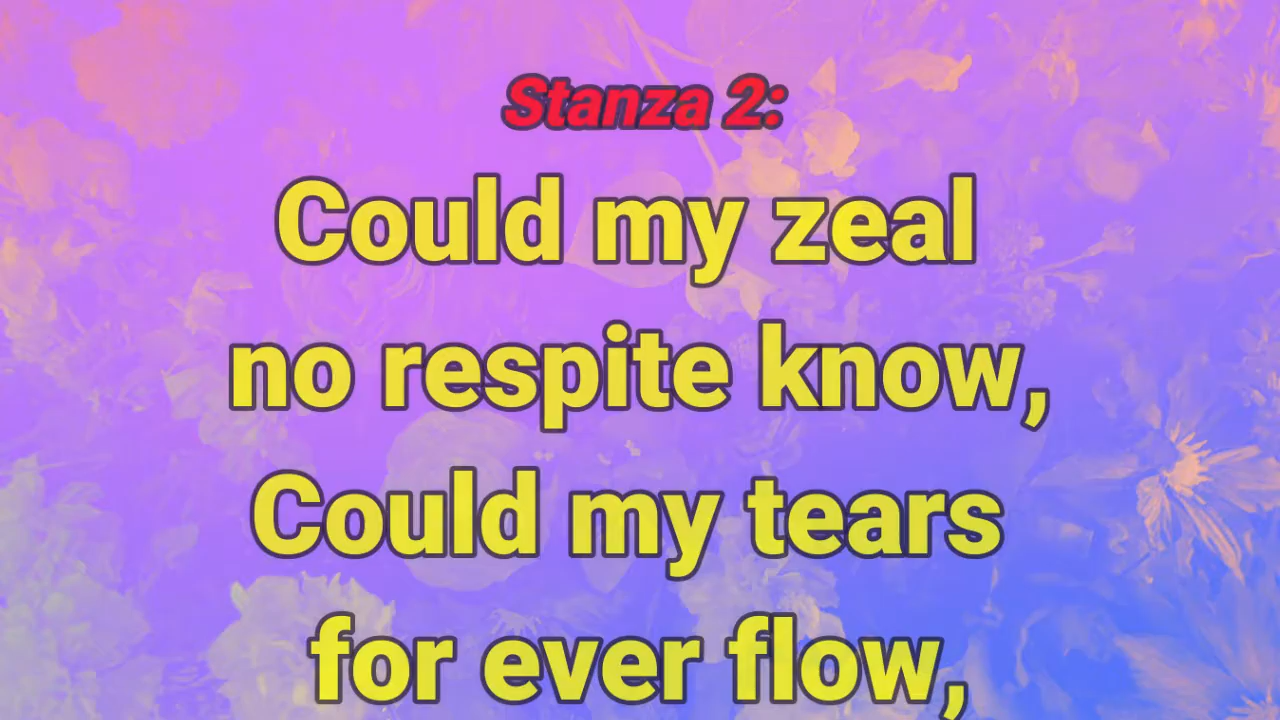 Stanza 2:
Could my zeal
no respite know,
Could my tears
for ever flow,